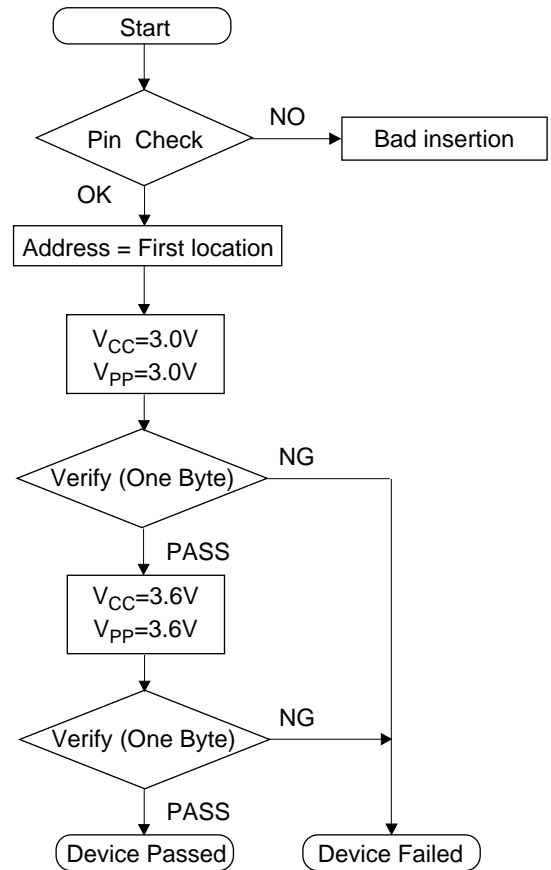 Start
Pin Check
NO
Bad insertion
OK
Address = First location
VCC=3.0V
VPP=3.0V
Verify (One Byte)
NG
PASS
VCC=3.6V
VPP=3.6V
Verify (One Byte)
NG
PASS
Device Passed
Device Failed